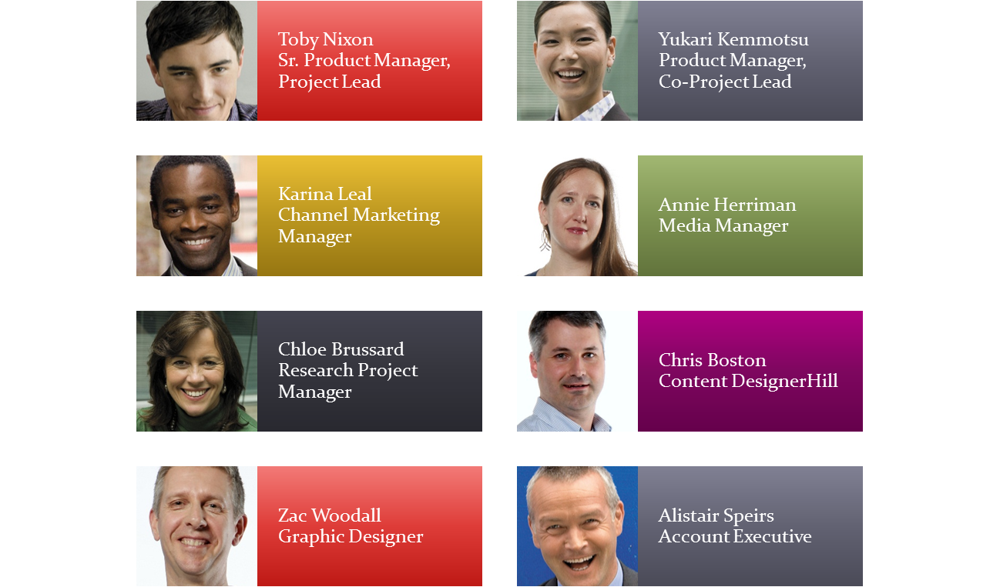 Toby Nixon
Sr. Product Manager,
Project Lead
Yukari Kemmotsu
Product Manager,
Co-Project Lead
Karina Leal
Channel Marketing
Manager
Annie Herriman
Media Manager
Chloe Brussard
Research Project
Manager
Chris Boston
Content DesignerHill
Zac Woodall
Graphic Designer
Alistair Speirs
Account Executive